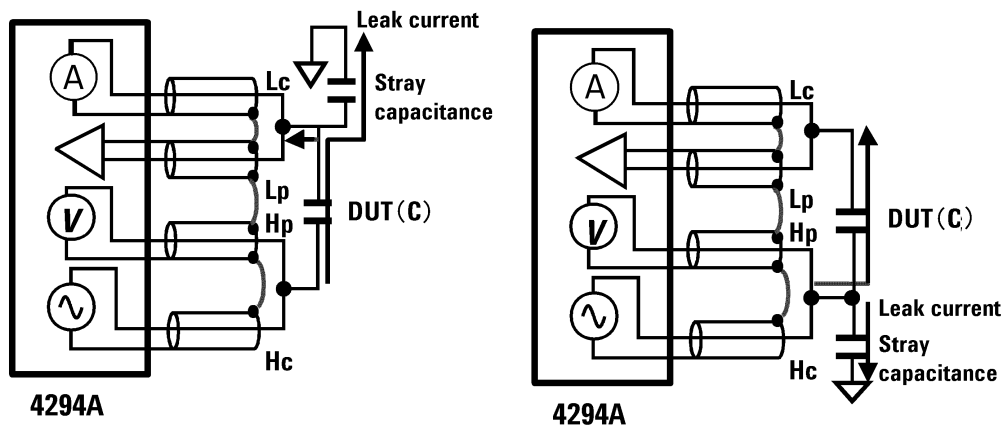 Leak current
A
Lc
Stray
capacitance
Lp
Hp
DUT(C)
V
Hc
4294A
A
Lc
Lp
Hp
DUT(C)
V
Leak current
Stray
capacitance
Hc
4294A